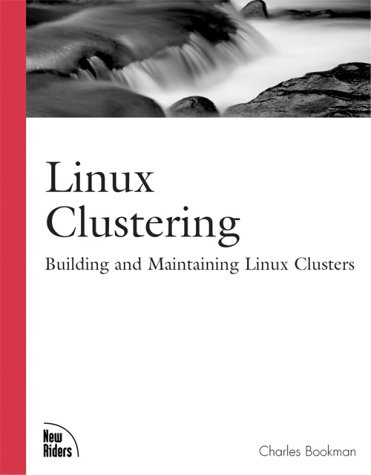 Linux
Clustering
Building and Maintaining Linux Clusters
New
Riders
Charles Bookman